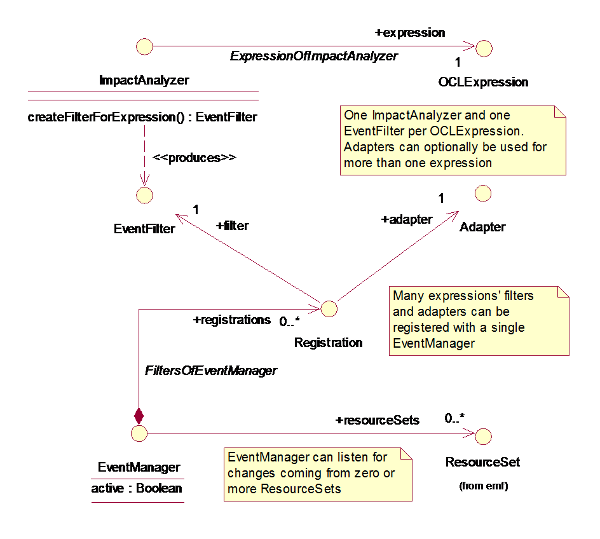 +expression
ExpressionOfImpactAnalyzer
1
ImpactAnalyzer
OCLExpression
createFilterForExpression() : EventFilter
One ImpactAnalyzer and one
EventFilter per OCLExpression.
Adapters can optionally be used for
more than one expression
<<produces>>
1
1
+filter
+adapter
EventFilter
Adapter
Many expressions' filters
and adapters can be
registered with a single
EventManager
+registrations
0..*
Registration
FiltersOfEventManager
+resourceSets
0..*
EventManager
active : Boolean
EventManager can listen for
changes coming from zero or
more ResourceSets
ResourceSet
(from emf)